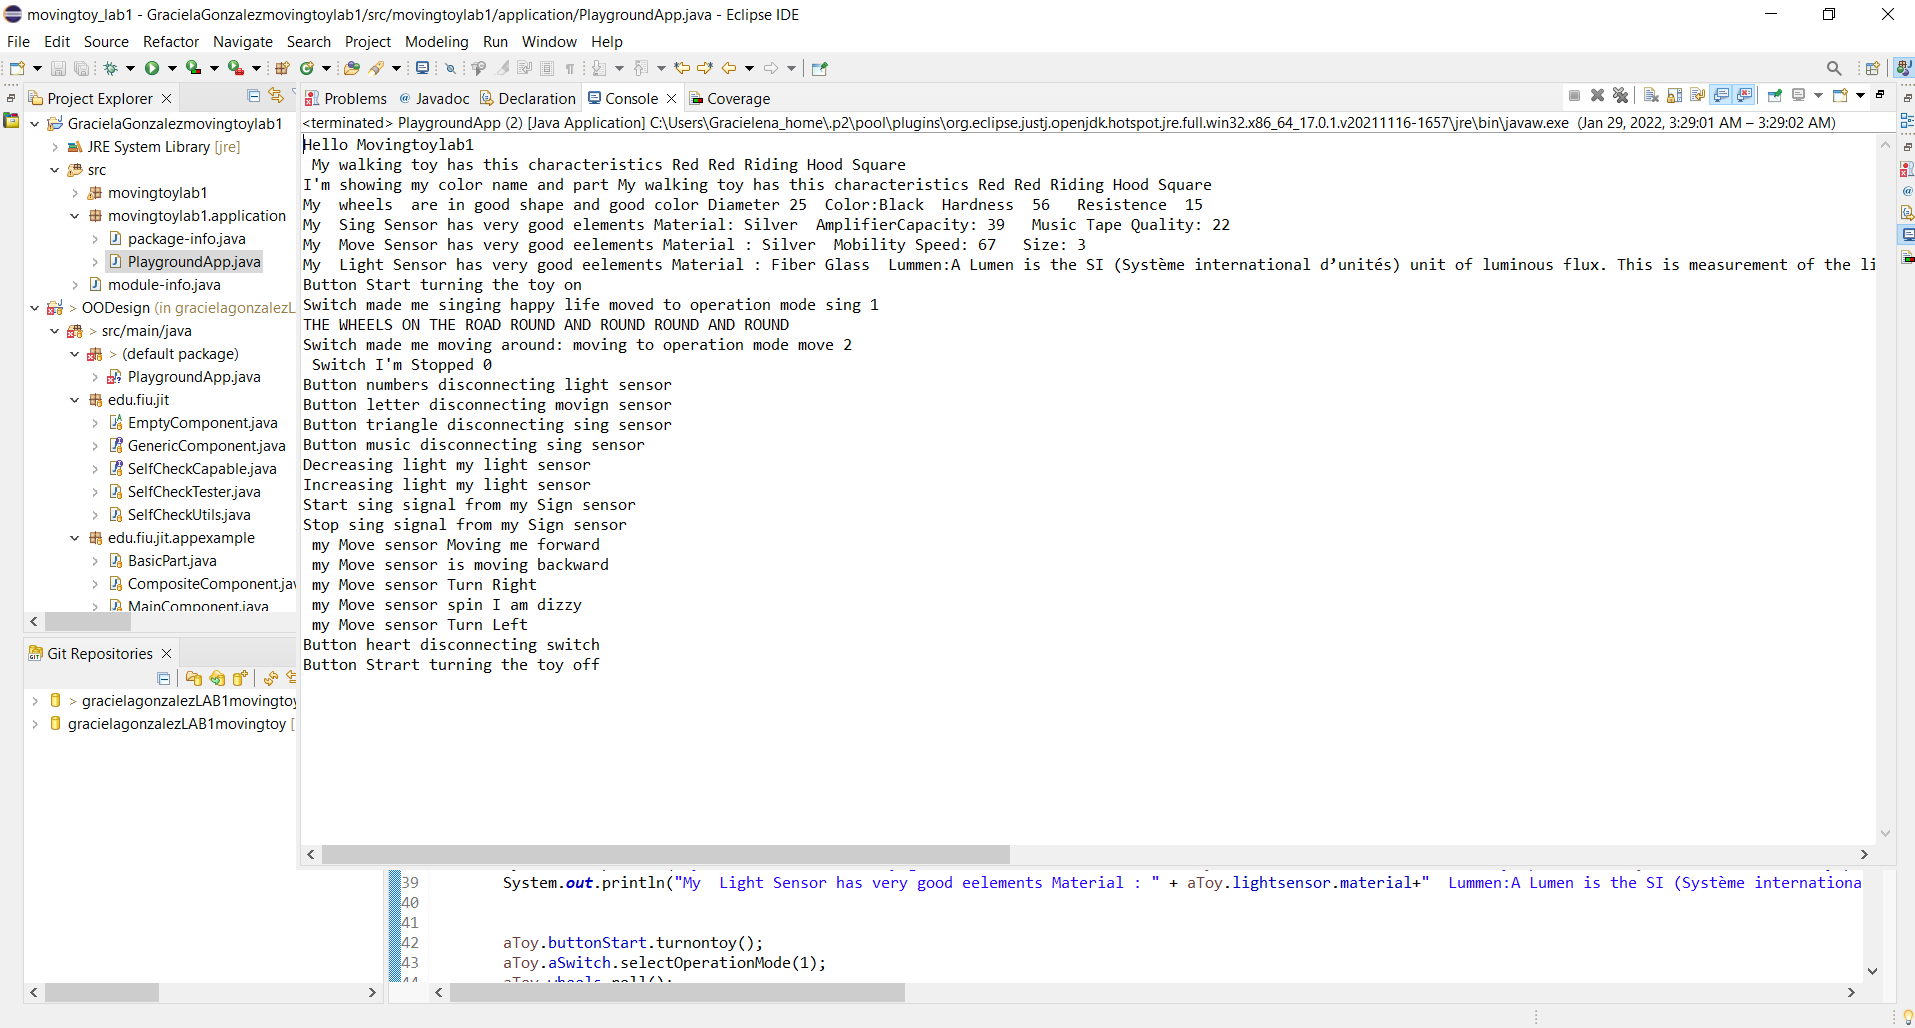 movingtoy_lab1 - GracielaGonzalezmovingtoylab1/src/movingtoylab1/application/PlaygroundApp.java - Eclipse IDE
File Edit Source Refactor Navigate Search Project Modeling Run Window Help
Project Explorer
GracielaGonzalezmovingtoylab1
JRE System Library [jre]
src
movingtoylab1
movingtoylab1.application
package-info.java
PlaygroundApp.java
module-info.java
OODesign (in gracielagonzalezL
src/main/java
(default package)
PlaygroundApp.java
edu.fiu.jit
EmptyComponent.java
GenericComponent.java
SelfCheckCapable.java
SelfCheckTester.java
SelfCheckUtils.java
edu.fiu.jit.appexample
BasicPart.java
CompositeComponent.jav
MainComponent.java
Git Repositories
> gracielagonzalezLAB1movingtoy
gracielagonzalezLAB1movingtoy [
Problems @ Javadoc Declaration Console Coverage
<terminated> PlaygroundApp (2) [Java Application] C:\Users\Gracielena_home\.p2\pool\plugins\org.eclipse.justj.openjdk.hotspot.jre.full.win32.x86_64_17.0.1.v20211116-1657\jre\bin\javaw.exe (Jan 29, 2022, 3:29:01 AM – 3:29:02 AM)
Hello Movingtoylab1
My walking toy has this characteristics Red Red Riding Hood Square
I'm showing my color name and part My walking toy has this characteristics Red Red Riding Hood Square
My  wheels  are in good shape and good color Diameter 25  Color:Black  Hardness  56   Resistence  15
My  Sing Sensor has very good elements Material: Silver  AmplifierCapacity: 39   Music Tape Quality: 22
My  Move Sensor has very good eelements Material : Silver  Mobility Speed: 67   Size: 3
My  Light Sensor has very good eelements Material : Fiber Glass  Lummen:A Lumen is the SI (Système international d’unités) unit of luminous flux. This is measurement of the li
Button Start turning the toy on
Switch made me singing happy life moved to operation mode sing 1
THE WHEELS ON THE ROAD ROUND AND ROUND ROUND AND ROUND
Switch made me moving around: moving to operation mode move 2
Switch I'm Stopped 0
Button numbers disconnecting light sensor
Button letter disconnecting movign sensor
Button triangle disconnecting sing sensor
Button music disconnecting sing sensor
Decreasing light my light sensor
Increasing light my light sensor
Start sing signal from my Sign sensor
Stop sing signal from my Sign sensor
my Move sensor Moving me forward
my Move sensor is moving backward
my Move sensor Turn Right
my Move sensor spin I am dizzy
my Move sensor Turn Left
Button heart disconnecting switch
Button Strart turning the toy off
39 System.out.println("My  Light Sensor has very good eelements Material : " + aToy.lightsensor.material+"  Lummen:A Lumen is the SI (Système internationa
40
41
42 aToy.buttonStart.turnontoy();
43 aToy.aSwitch.selectOperationMode(1);